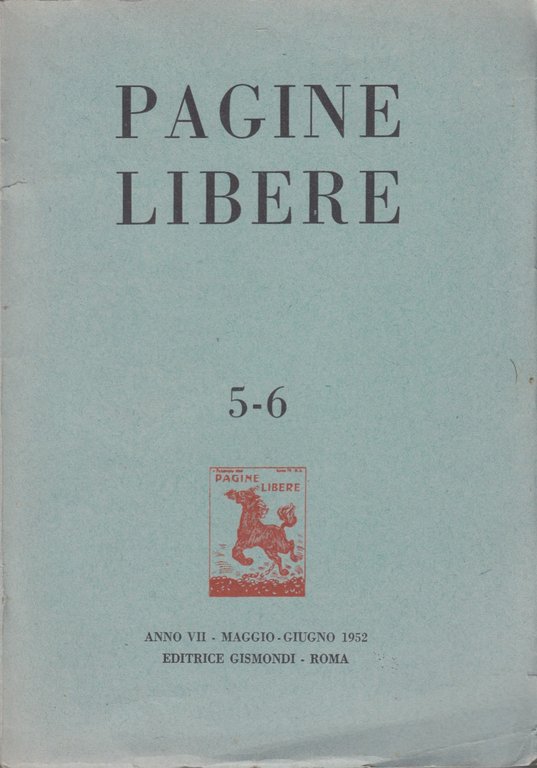 PAGINE
LIBERE
5-6
PAGINE
LIBERE
ANNO VII - MAGGIO-GIUGNO 1952
EDITRICE GISMONDI - ROMA